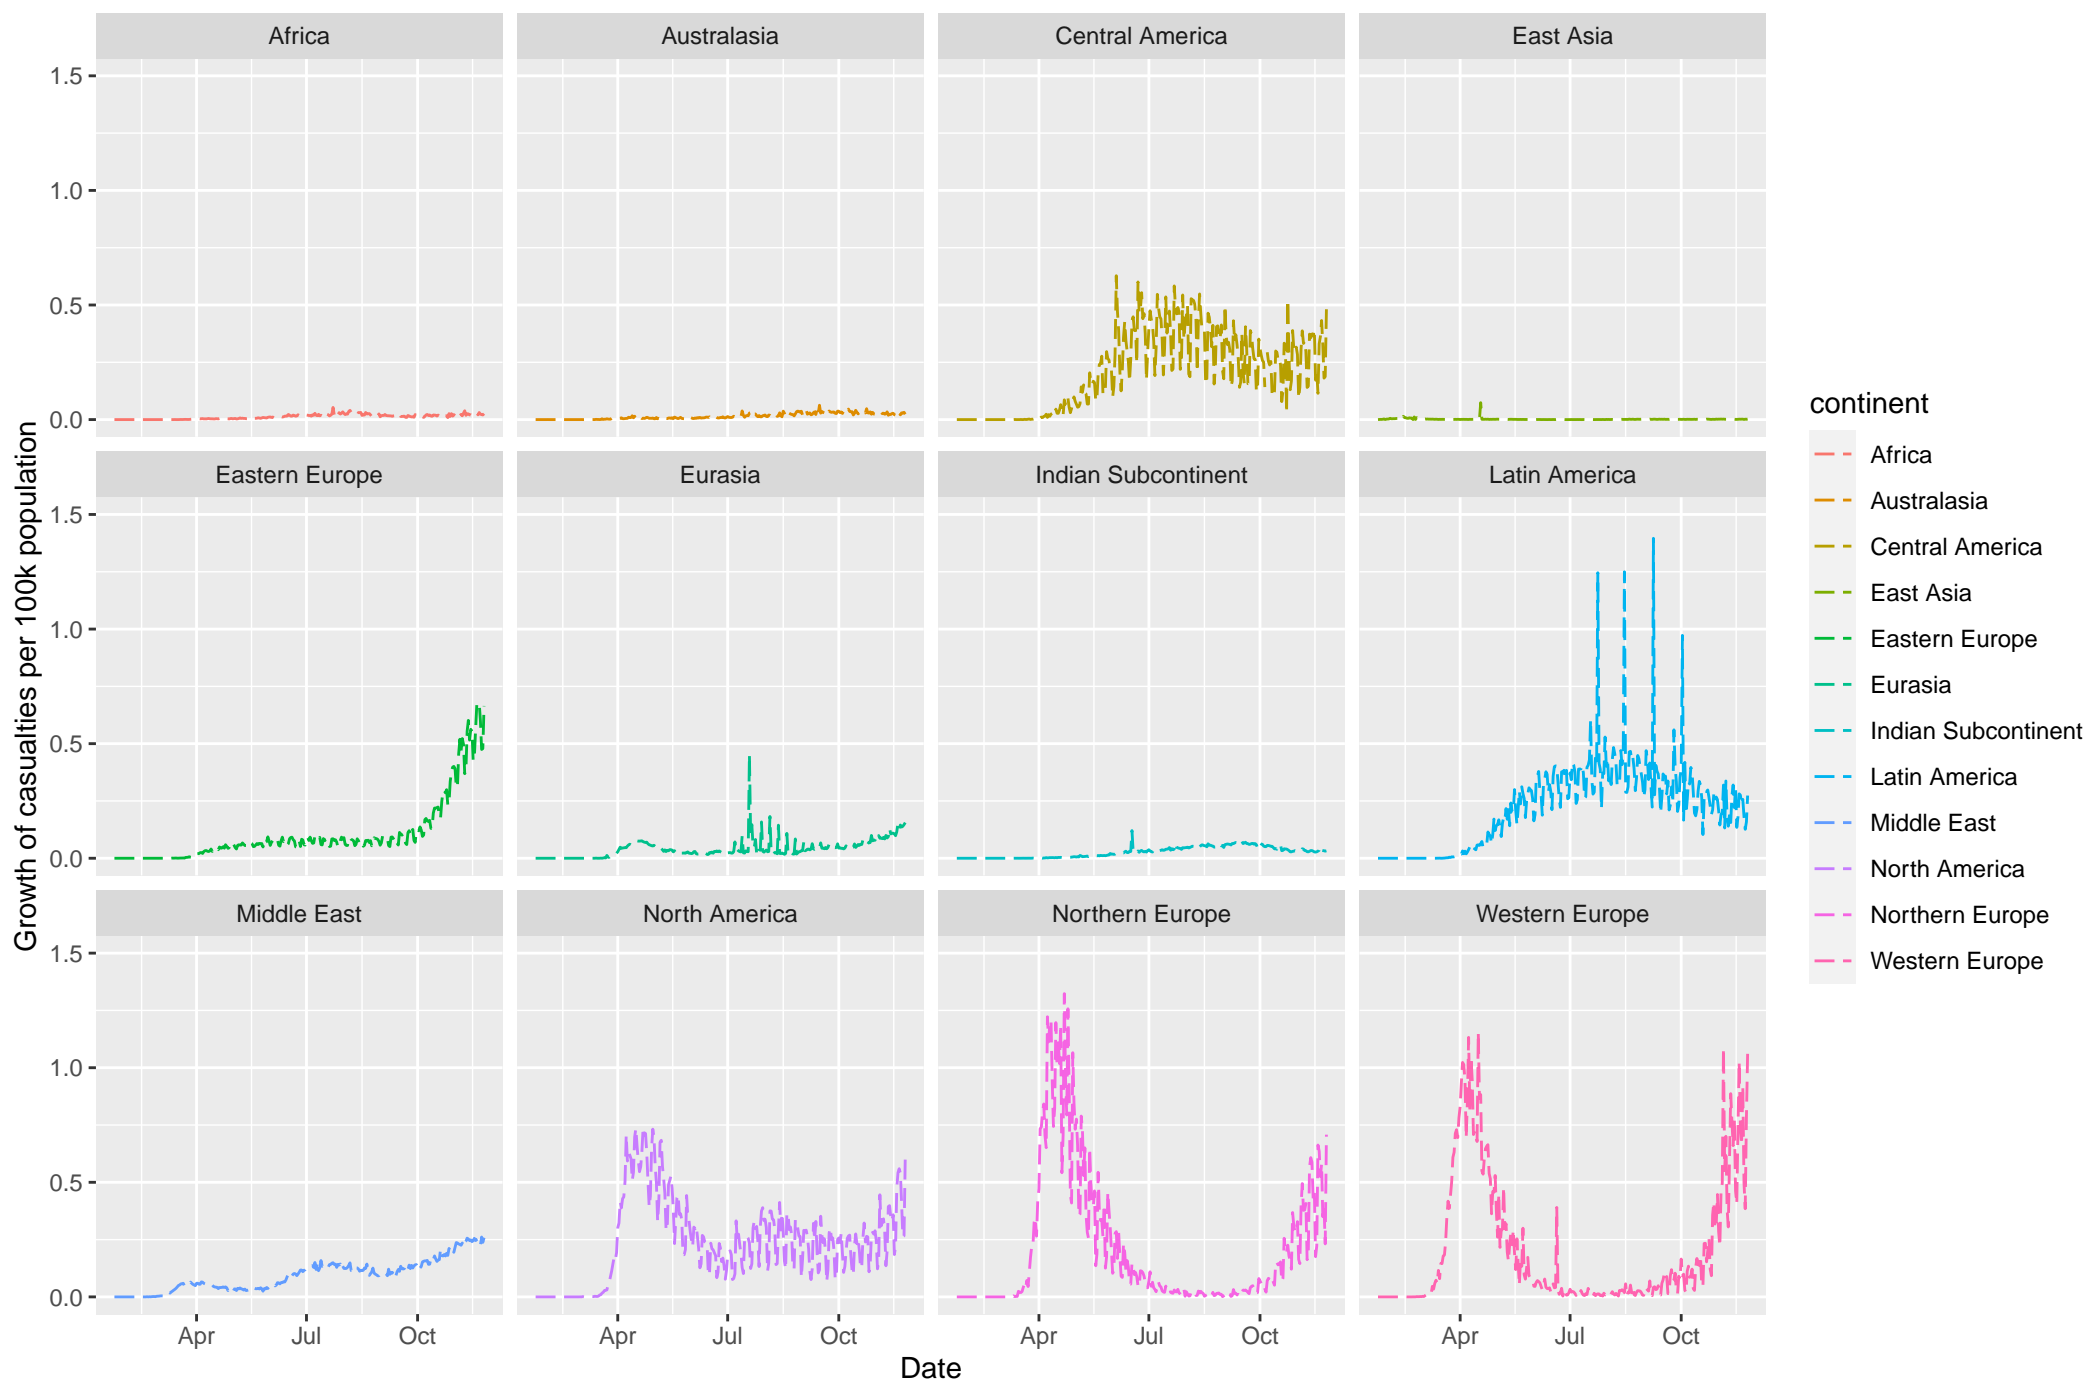 Africa
Australasia
Central America
East Asia
1.5
1.0
0.5
0.0
Eastern Europe
Eurasia
Indian Subcontinent
Latin America
1.5
1.0
0.5
0.0
Middle East
North America
Northern Europe
Western Europe
1.5
1.0
0.5
0.0
Apr Jul Oct
Apr Jul Oct
Apr Jul Oct
Apr Jul Oct
Date
Growth of casualties per 100k population
continent
Africa
Australasia
Central America
East Asia
Eastern Europe
Eurasia
Indian Subcontinent
Latin America
Middle East
North America
Northern Europe
Western Europe